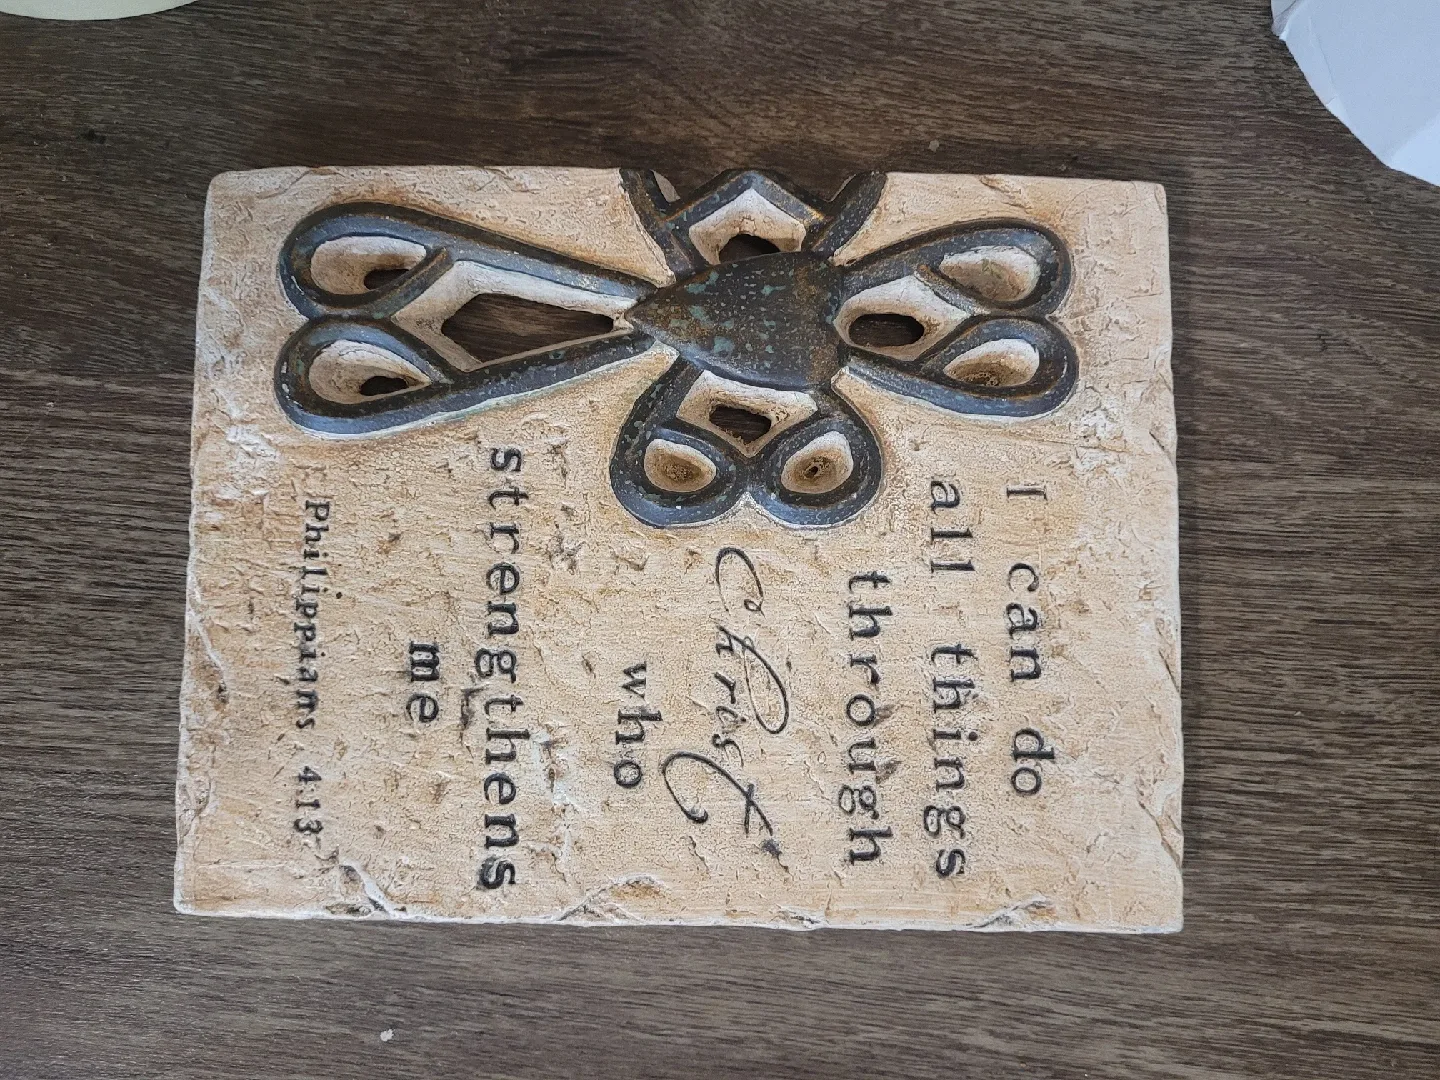 I can do
all things
through
Christ
who
strengthens
me
Philippians 4:13